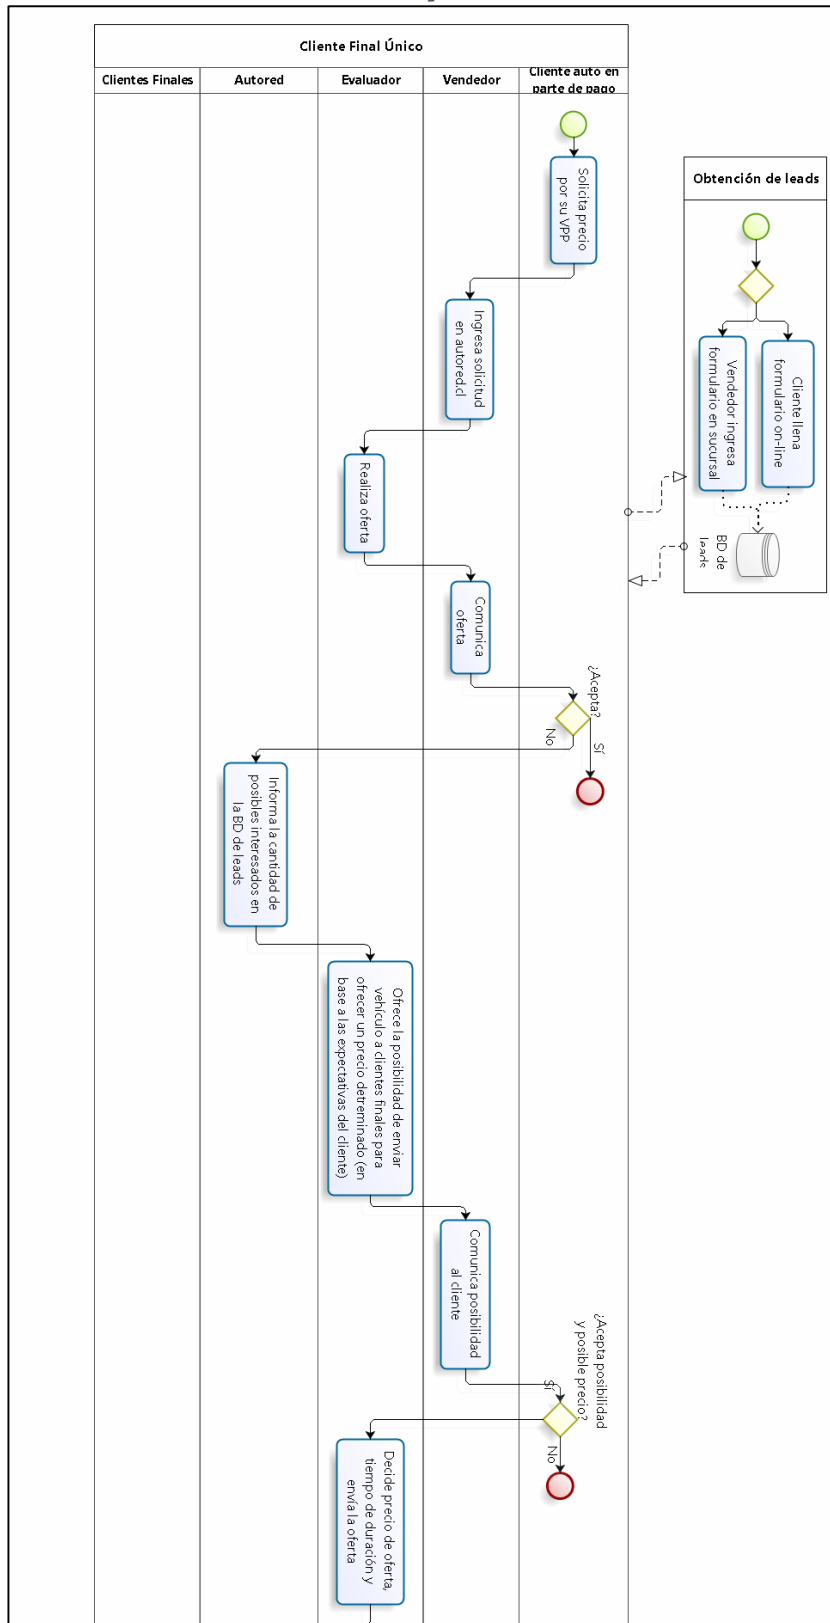 Cliente Final Único
Clientes Finales
Autored
Evaluador
Vendedor
Cliente auto en
parte de pago
Obtención de leads
Solicita precio
por su VPP
Cliente llena
formulario on-line
Vendedor ingresa
formulario en sucursal
BD de
leads
Ingresa solicitud
en autored.cl
Realiza oferta
Comunica
oferta
¿Acepta?
Sí
No
Informa la cantidad de
posibles interesados en
la BD de leads
Ofrece la posibilidad de enviar
vehículo a clientes finales para
ofrecer un precio detreminado (en
base a las expectativas del cliente)
Comunica posibilidad
al cliente
¿Acepta posibilidad
y posible precio?
Sí
No
Decide precio de oferta,
tiempo de duración y
envía la oferta